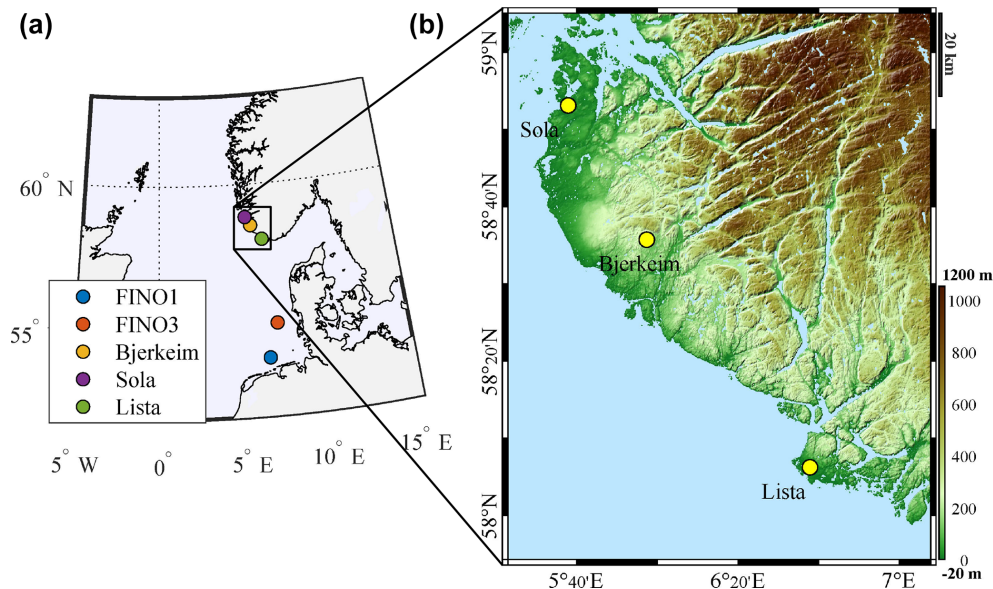 (a)
(b)
60° N
55°
5° W
0°
5° E
10° E
15° E
FINO1
FINO3
Bjerkeim
Sola
Lista
59°N
58°40'N
58°20'N
58°N
5°40'E
6°20'E
7°E
Sola
Bjerkeim
Lista
20 km
1200 m
1000
800
600
400
200
0
-20 m